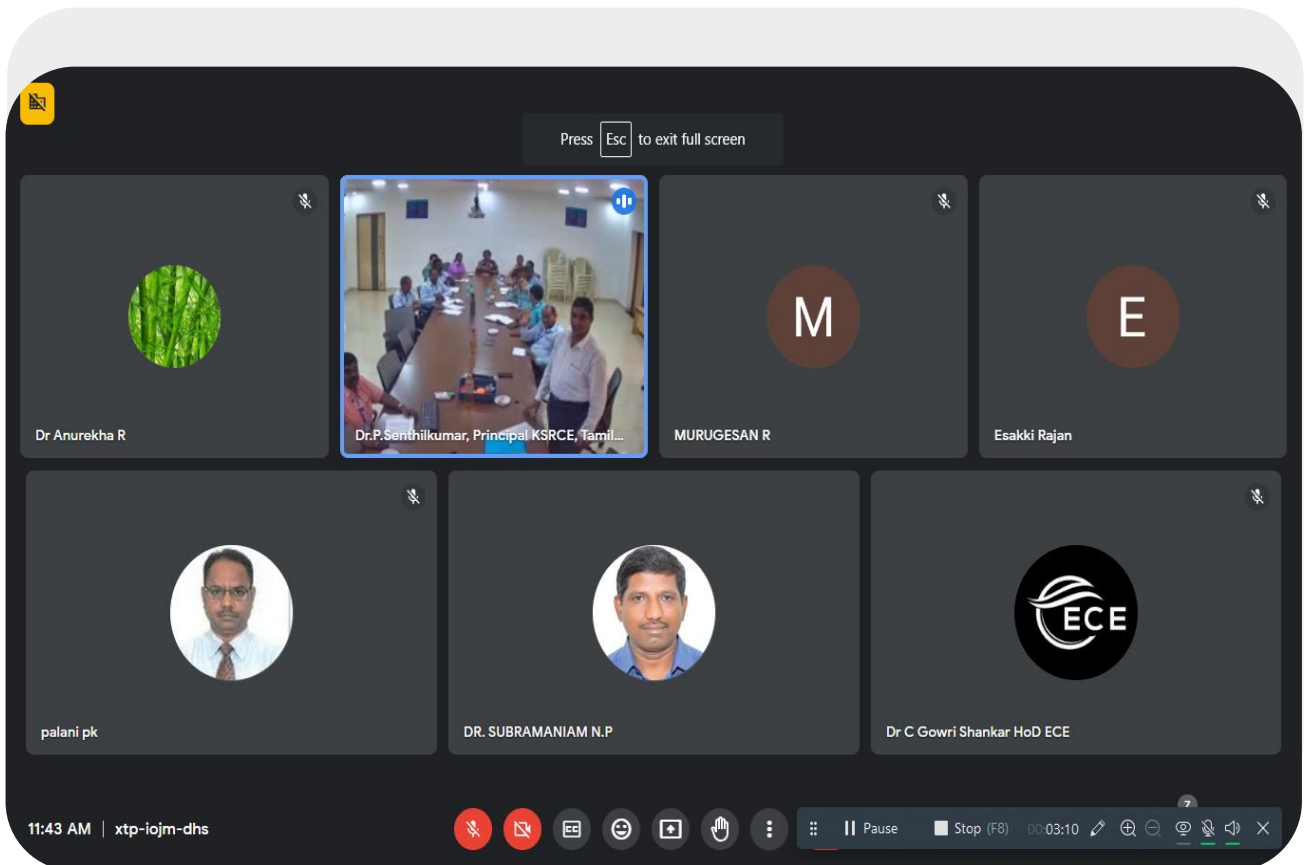 Press Esc to exit full screen
Dr Anurekha R
Dr.P.Senthilkumar, Principal KSRCE, Tamil...
M
MURUGESAN R
E
Esakki Rajan
palani pk
DR. SUBRAMANIAM N.P
ECE
Dr C Gowri Shankar HoD ECE
11:43 AM | xtp-iojm-dhs
CC
7
Pause
Stop (F8)
00:03:10